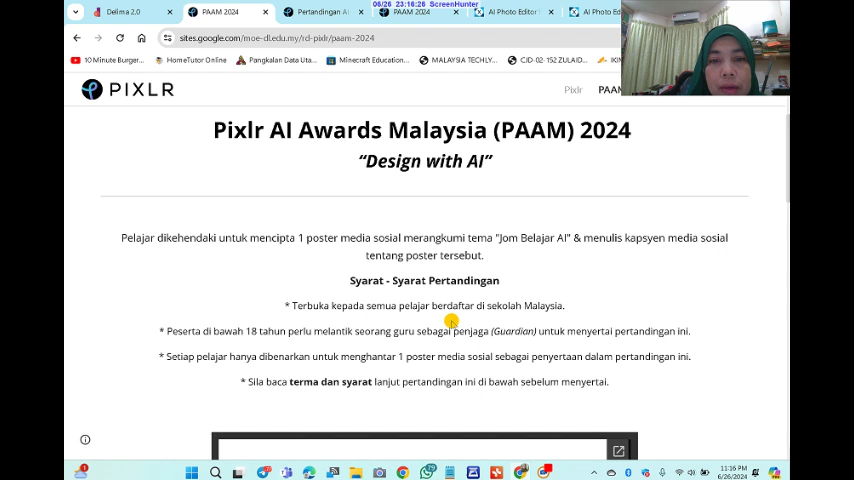 06/26 23:16:26 ScreenHunter
Delima 2.0
PAAM 2024
Pertandingan AI
PAAM 2024
AI Photo Editor
AI Photo Ed
sites.google.com/moe-dl.edu.my/rd-pixlr/paam-2024
10 Minute Burger...
HomeTutor Online
Pangkalan Data Uta...
Minecraft Education...
MALAYSIA TECHLY...
CJD-02-152 ZULAID...
PIXLR
Pixlr
PAAM
Pixlr AI Awards Malaysia (PAAM) 2024
“Design with AI”
Pelajar dikehendaki untuk mencipta 1 poster media sosial merangkumi tema "Jom Belajar AI" & menulis kapsyen media sosial
tentang poster tersebut.
Syarat - Syarat Pertandingan
* Terbuka kepada semua pelajar berdaftar di sekolah Malaysia.
* Peserta di bawah 18 tahun perlu melantik seorang guru sebagai penjaga (Guardian) untuk menyertai pertandingan ini.
* Setiap pelajar hanya dibenarkan untuk menghantar 1 poster media sosial sebagai penyertaan dalam pertandingan ini.
* Sila baca terma dan syarat lanjut pertandingan ini di bawah sebelum menyertai.
11:16 PM
6/26/2024